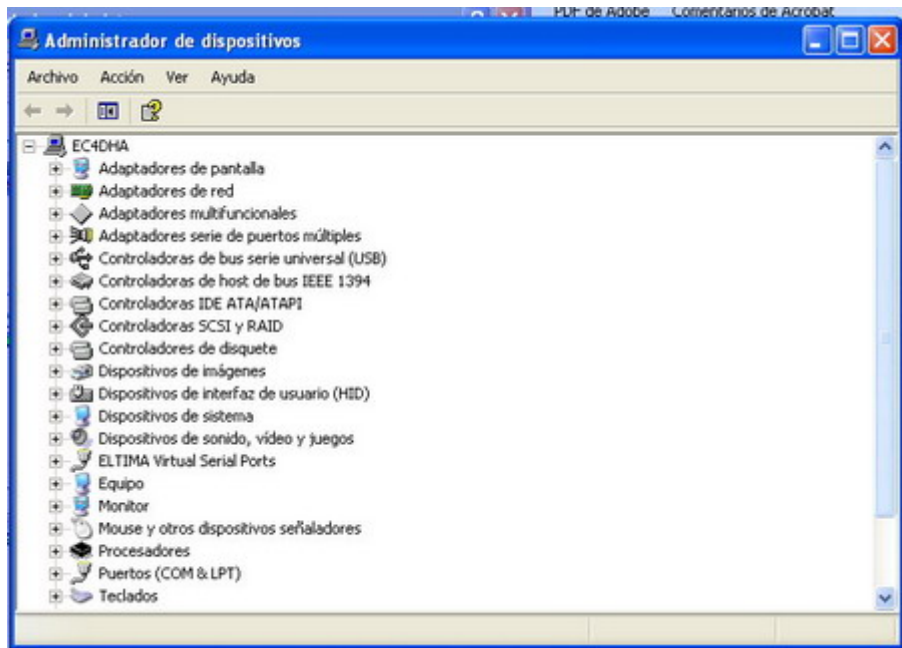 PDF de Adobe Comentarios de Acrobat
Administrador de dispositivos
Archivo Acción Ver Ayuda
EC4DHA
Adaptadores de pantalla
Adaptadores de red
Adaptadores multifuncionales
Adaptadores serie de puertos múltiples
Controladoras de bus serie universal (USB)
Controladoras de host de bus IEEE 1394
Controladoras IDE ATA/ATAPI
Controladoras SCSI y RAID
Controladores de disquete
Dispositivos de imágenes
Dispositivos de interfaz de usuario (HID)
Dispositivos de sistema
Dispositivos de sonido, vídeo y juegos
ELTIMA Virtual Serial Ports
Equipo
Monitor
Mouse y otros dispositivos señaladores
Procesadores
Puertos (COM & LPT)
Teclados